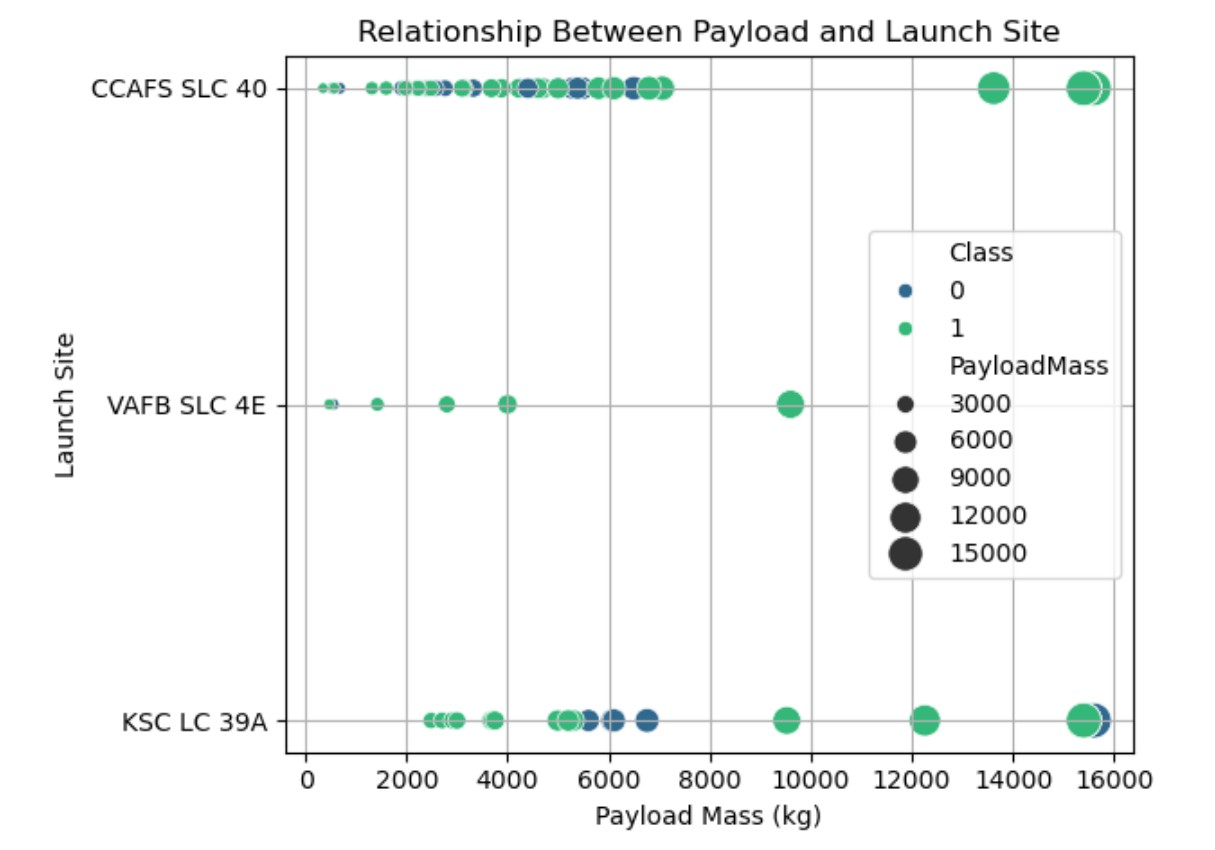 Relationship Between Payload and Launch Site
CCAFS SLC 40
VAFB SLC 4E
KSC LC 39A
Launch Site
Class
0
1
PayloadMass
3000
6000
9000
12000
15000
0 2000 4000 6000 8000 10000 12000 14000 16000
Payload Mass (kg)